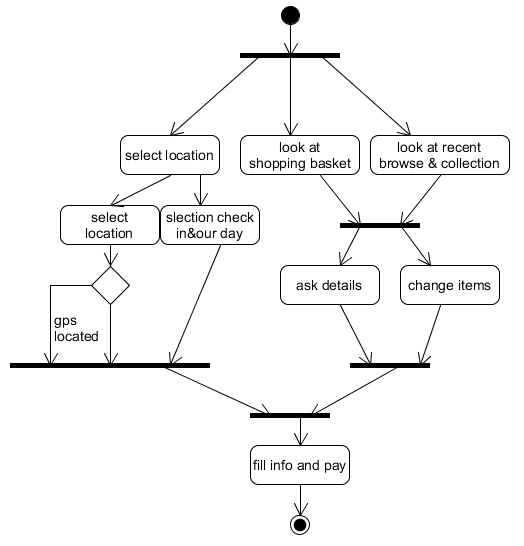 select location
look at
shopping basket
look at recent
browse & collection
select
location
slection check
in&our day
gps
located
ask details
change items
fill info and pay